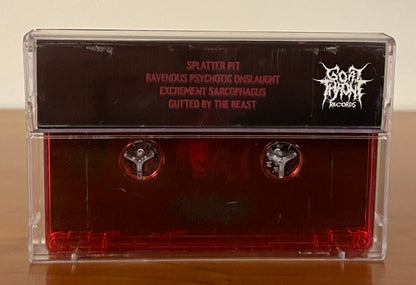 SPLATTER PIT
RAVENOUS PSYCHOTIC ONSLAUGHT
EXCREMENT SARCOPHAGUS
GUTTED BY THE BEAST
GOAT
THRONE
RECORDS